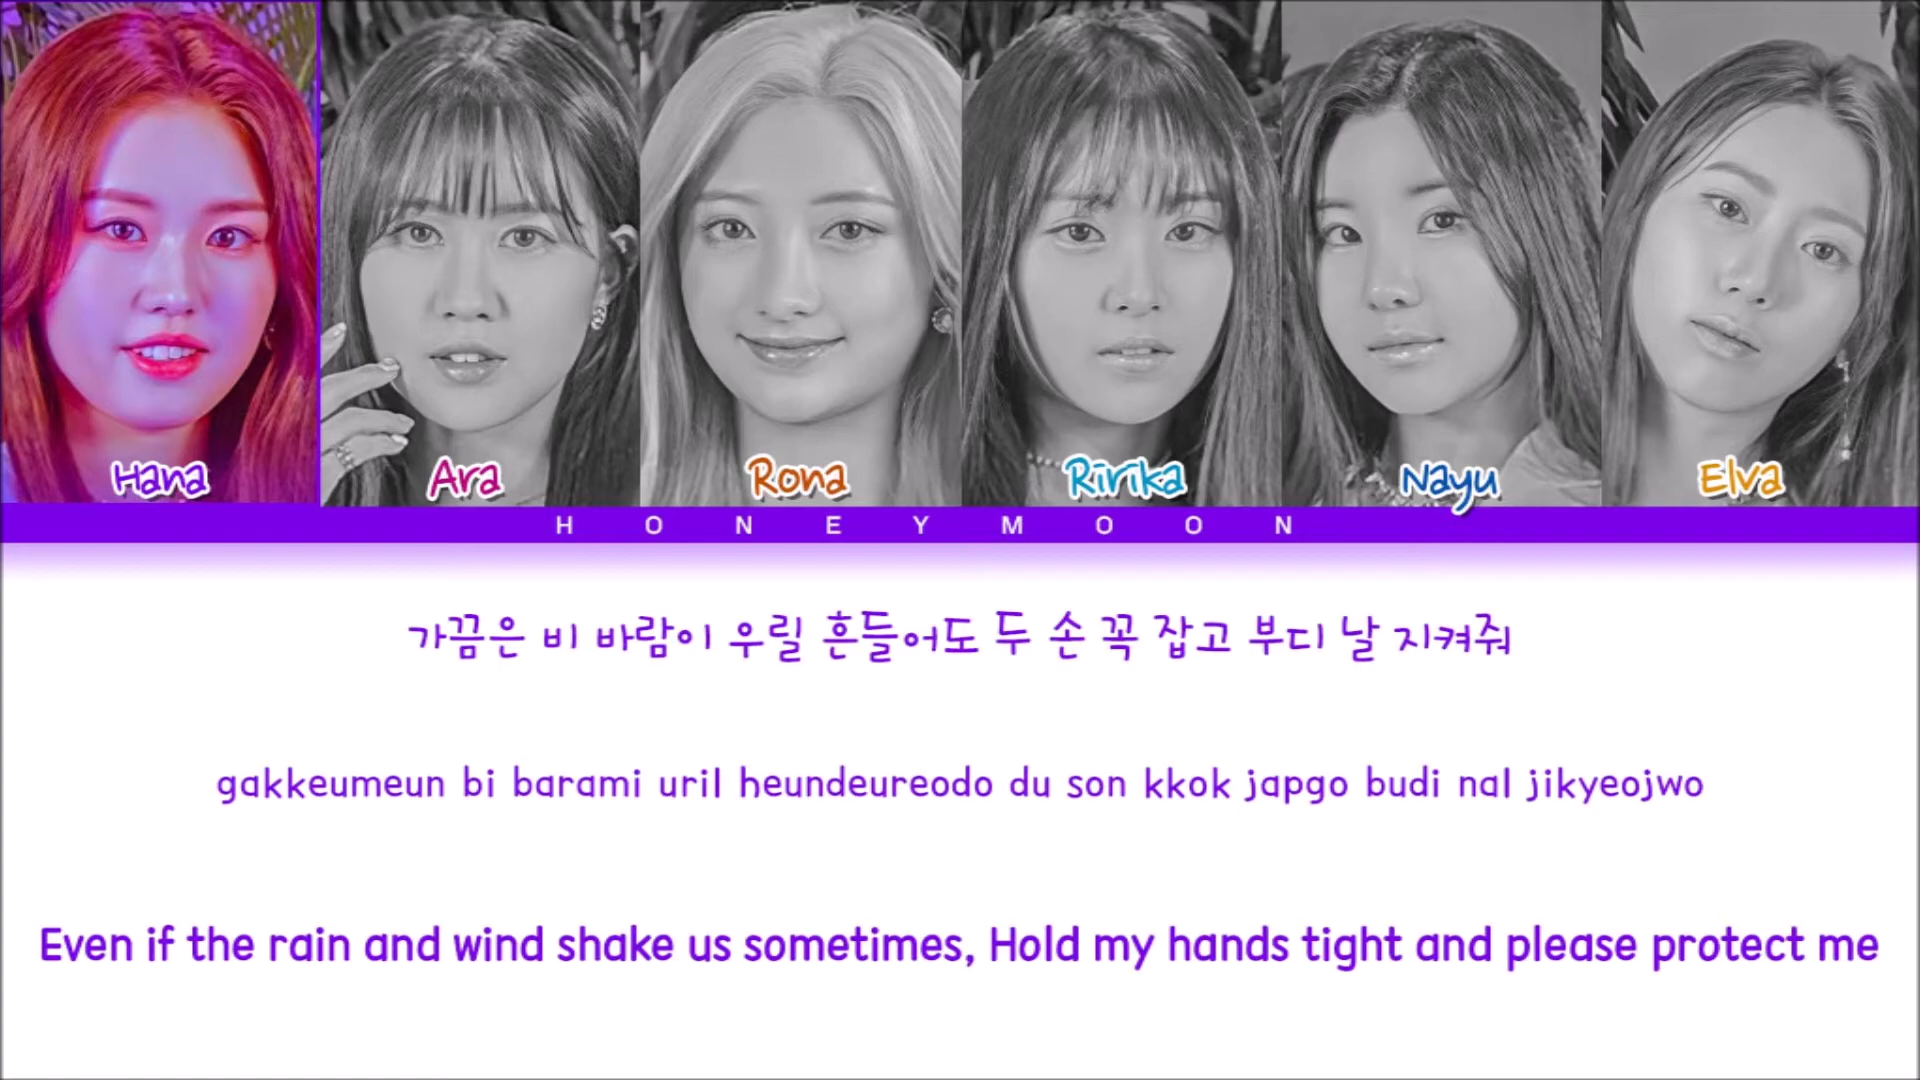 Hana Ara Rona Ririka Nayu Elva
HONEYMOON
가끔은 비 바람이 우릴 흔들어도 두 손 꼭 잡고 부디 날 지켜줘
gakkeumeun bi barami uril heundeureodo du son kkok japgo budi nal jikyeojwo
Even if the rain and wind shake us sometimes, Hold my hands tight and please protect me